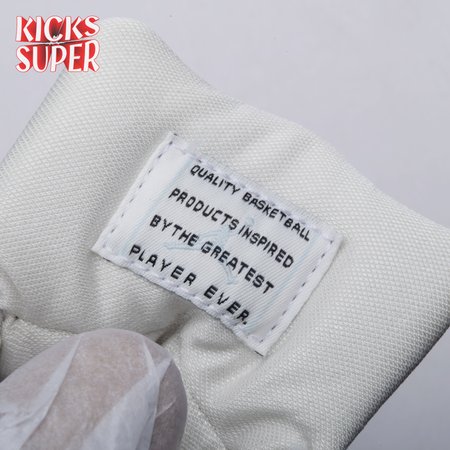 KICKS
SUPER
QUALITY BASKETBALL
PRODUCTS INSPIRED
BY THE GREATEST
PLAYER EVER.